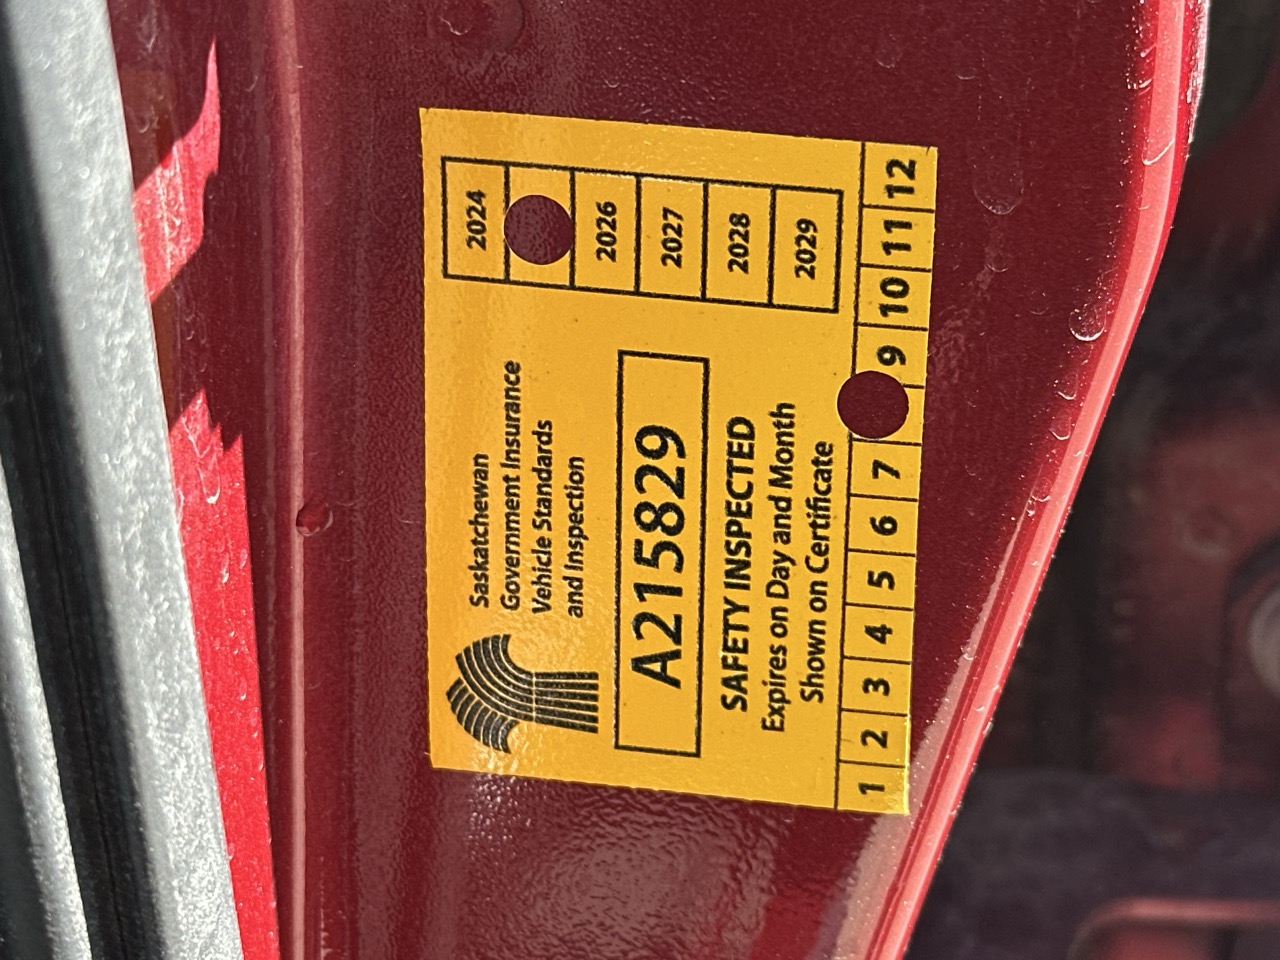 Saskatchewan
Government Insurance
Vehicle Standards
and Inspection
2024
2026
2027
2028
2029
A215829
SAFETY INSPECTED
Expires on Day and Month
Shown on Certificate
1 2 3 4 5 6 7 9 10 11 12